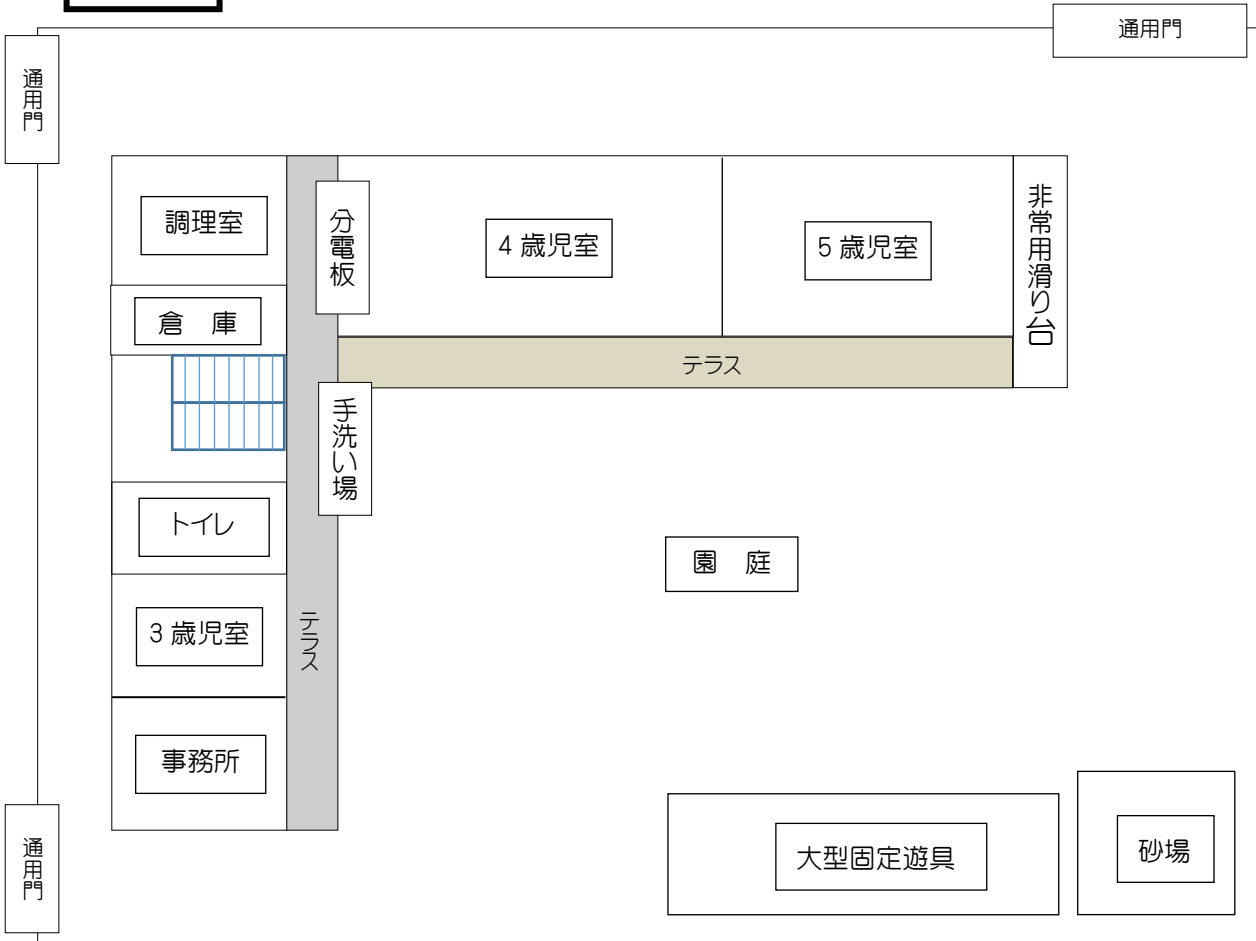 通用門
通用門
調理室
分電板
4歳児室
5歳児室
非常用滑り台
倉　庫
テラス
手洗い場
トイレ
園　庭
3歳児室
テラス
事務所
大型固定遊具
砂場
通用門